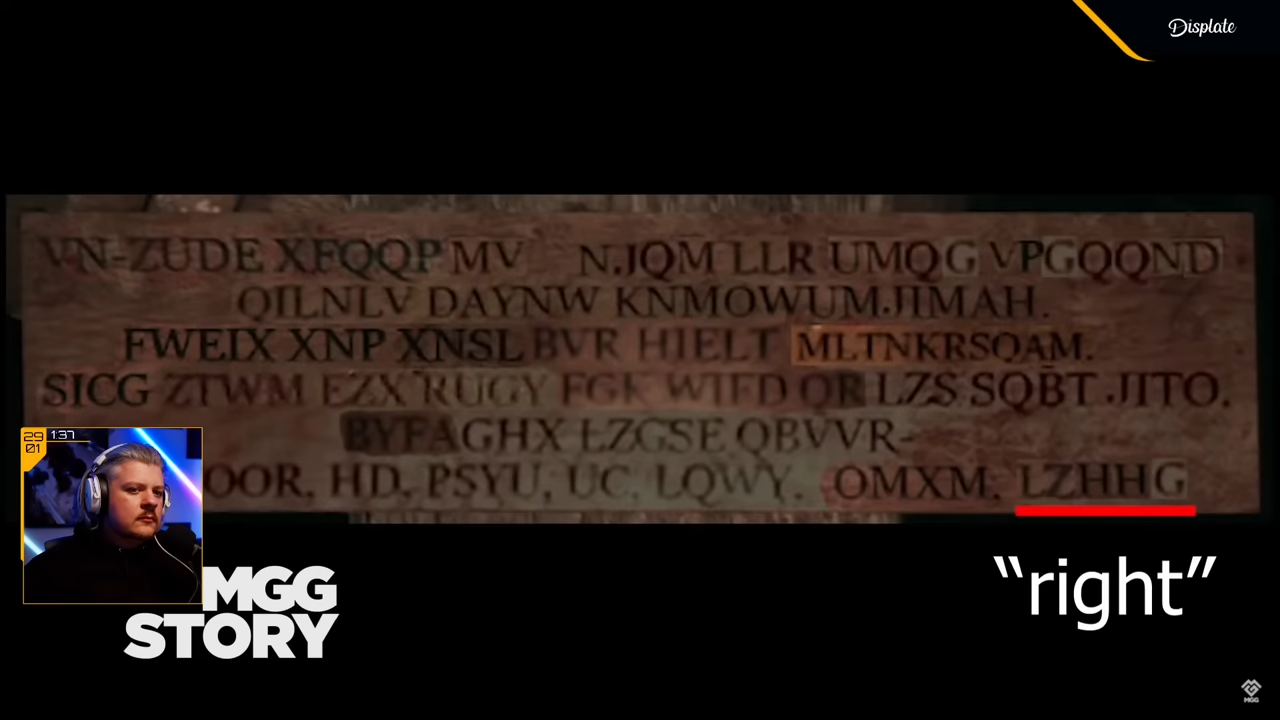 Displate
VN-ZUDE XFQQP MV N.JQM LLR UMQG VPGQQND
QILNLV DAYNW KNMOWUM.JIMAH.
FWEIX XNP XNSL BVR HIELT MLTNKRSQAM.
SICG ZTWM EZX RUGY FGK WIFD QR LZS SQBT JITO.
BYFAGHX LZGSE QBVVR-
OOR, HD, PSYU, UC, LQWY. OMXM, LZHHG
29
01
1:37
"right"
MGG
STORY
MGG